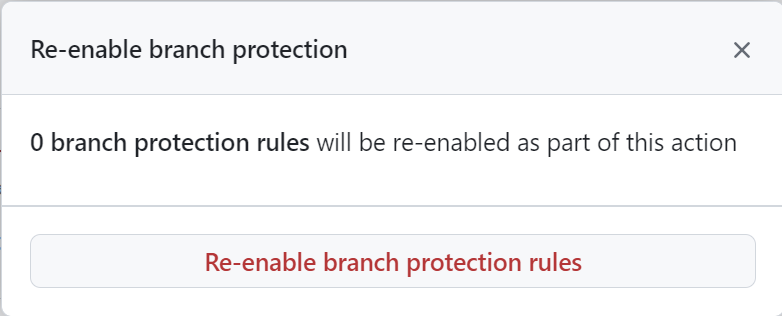 Re-enable branch protection
0 branch protection rules will be re-enabled as part of this action
Re-enable branch protection rules